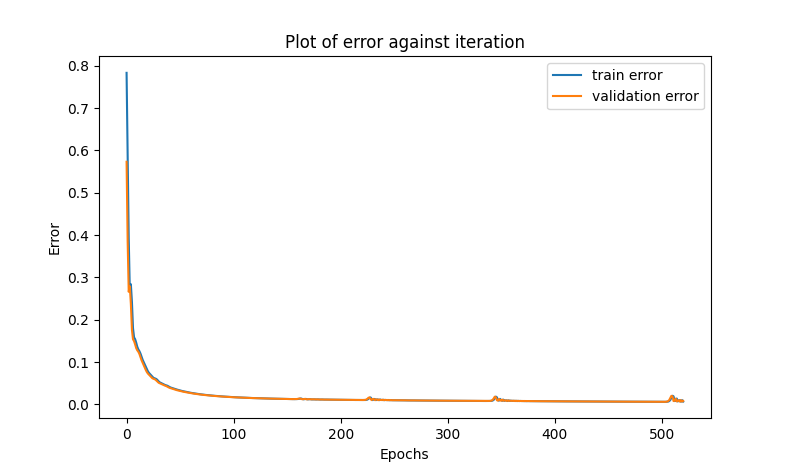 Plot of error against iteration
train error
validation error
Error
0.8
0.7
0.6
0.5
0.4
0.3
0.2
0.1
0.0
0 100 200 300 400 500
Epochs